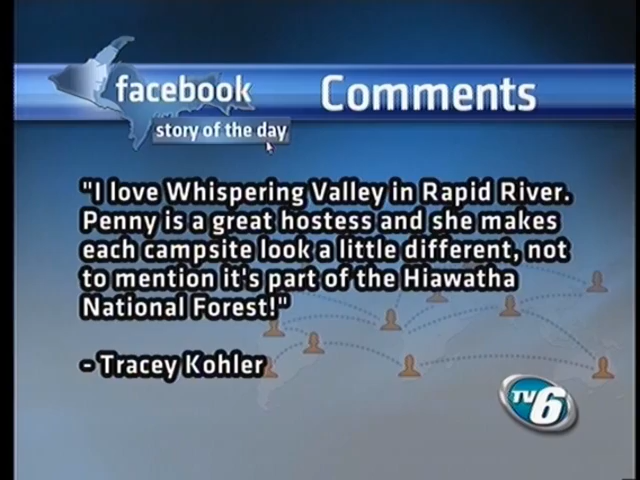 facebook Comments
story of the day
"I love Whispering Valley in Rapid River.
Penny is a great hostess and she makes
each campsite look a little different, not
to mention it's part of the Hiawatha
National Forest!"
- Tracey Kohler
TV6